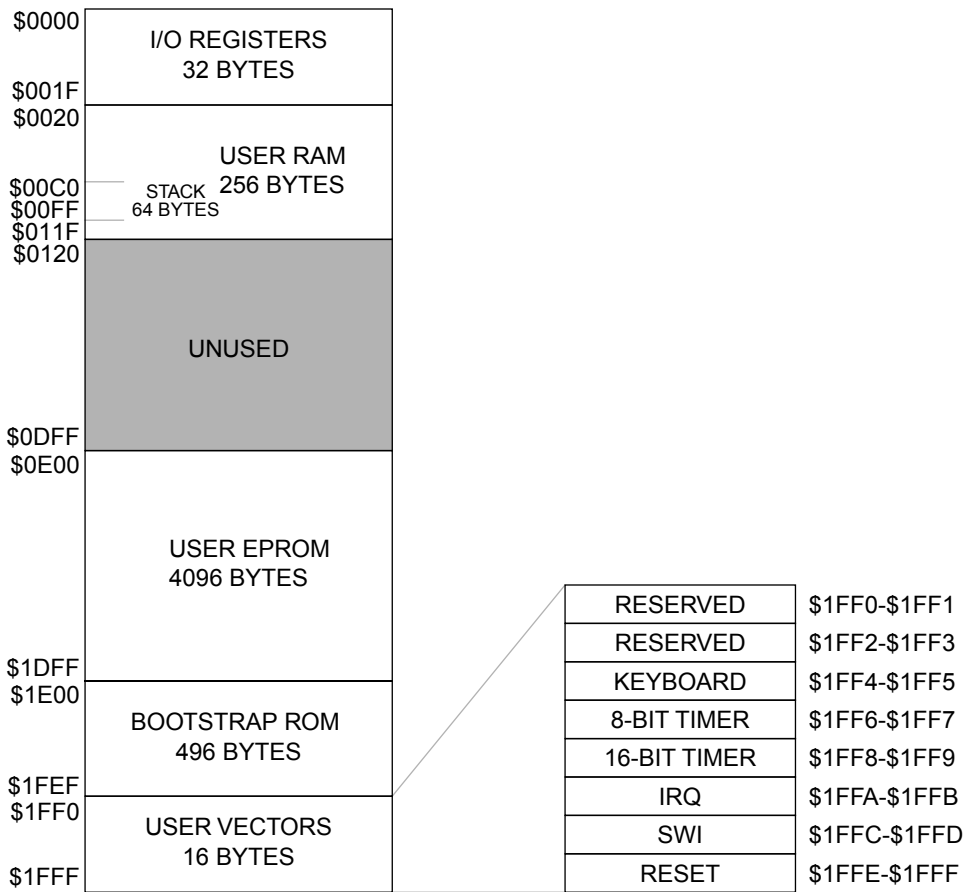 $0000
I/O REGISTERS
32 BYTES
$001F
$0020
USER RAM
256 BYTES
$00C0
STACK
64 BYTES
$00FF
$011F
$0120
UNUSED
$0DFF
$0E00
USER EPROM
4096 BYTES
$1DFF
$1E00
BOOTSTRAP ROM
496 BYTES
$1FEF
$1FF0
USER VECTORS
16 BYTES
$1FFF
RESERVED $1FF0-$1FF1
RESERVED $1FF2-$1FF3
KEYBOARD $1FF4-$1FF5
8-BIT TIMER $1FF6-$1FF7
16-BIT TIMER $1FF8-$1FF9
IRQ $1FFA-$1FFB
SWI $1FFC-$1FFD
RESET $1FFE-$1FFF